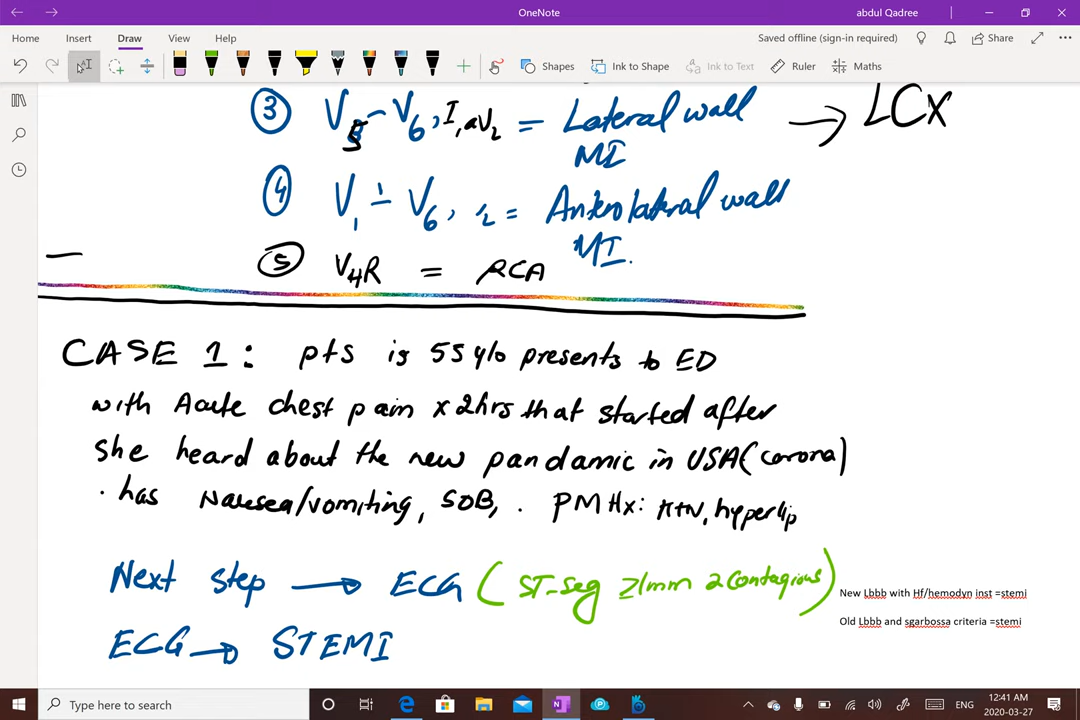 OneNote
abdul Qadree
Home Insert Draw View Help
Saved offline (sign-in required) Share
Shapes Ink to Shape Ink to Text Ruler Maths
3 V5 - V6, I, aV2 = Lateral wall MI → LCX
4 V1 - V6, = Anterolateral wall MI.
5 V4R = RCA
CASE 1: pts is 55 y/o presents to ED
with Acute chest pain x 2hrs that started after
she heard about the new pandamic in USA (corona)
. has Nausea/vomiting, SOB, . PMHx: HTN, hyperlip
Next step → ECG (ST-seg ≥1mm 2 contagious)
New Lbbb with Hf/hemodyn inst =stemi
Old Lbbb and sgarbossa criteria =stemi
ECG → STEMI
Type here to search
ENG
12:41 AM
2020-03-27